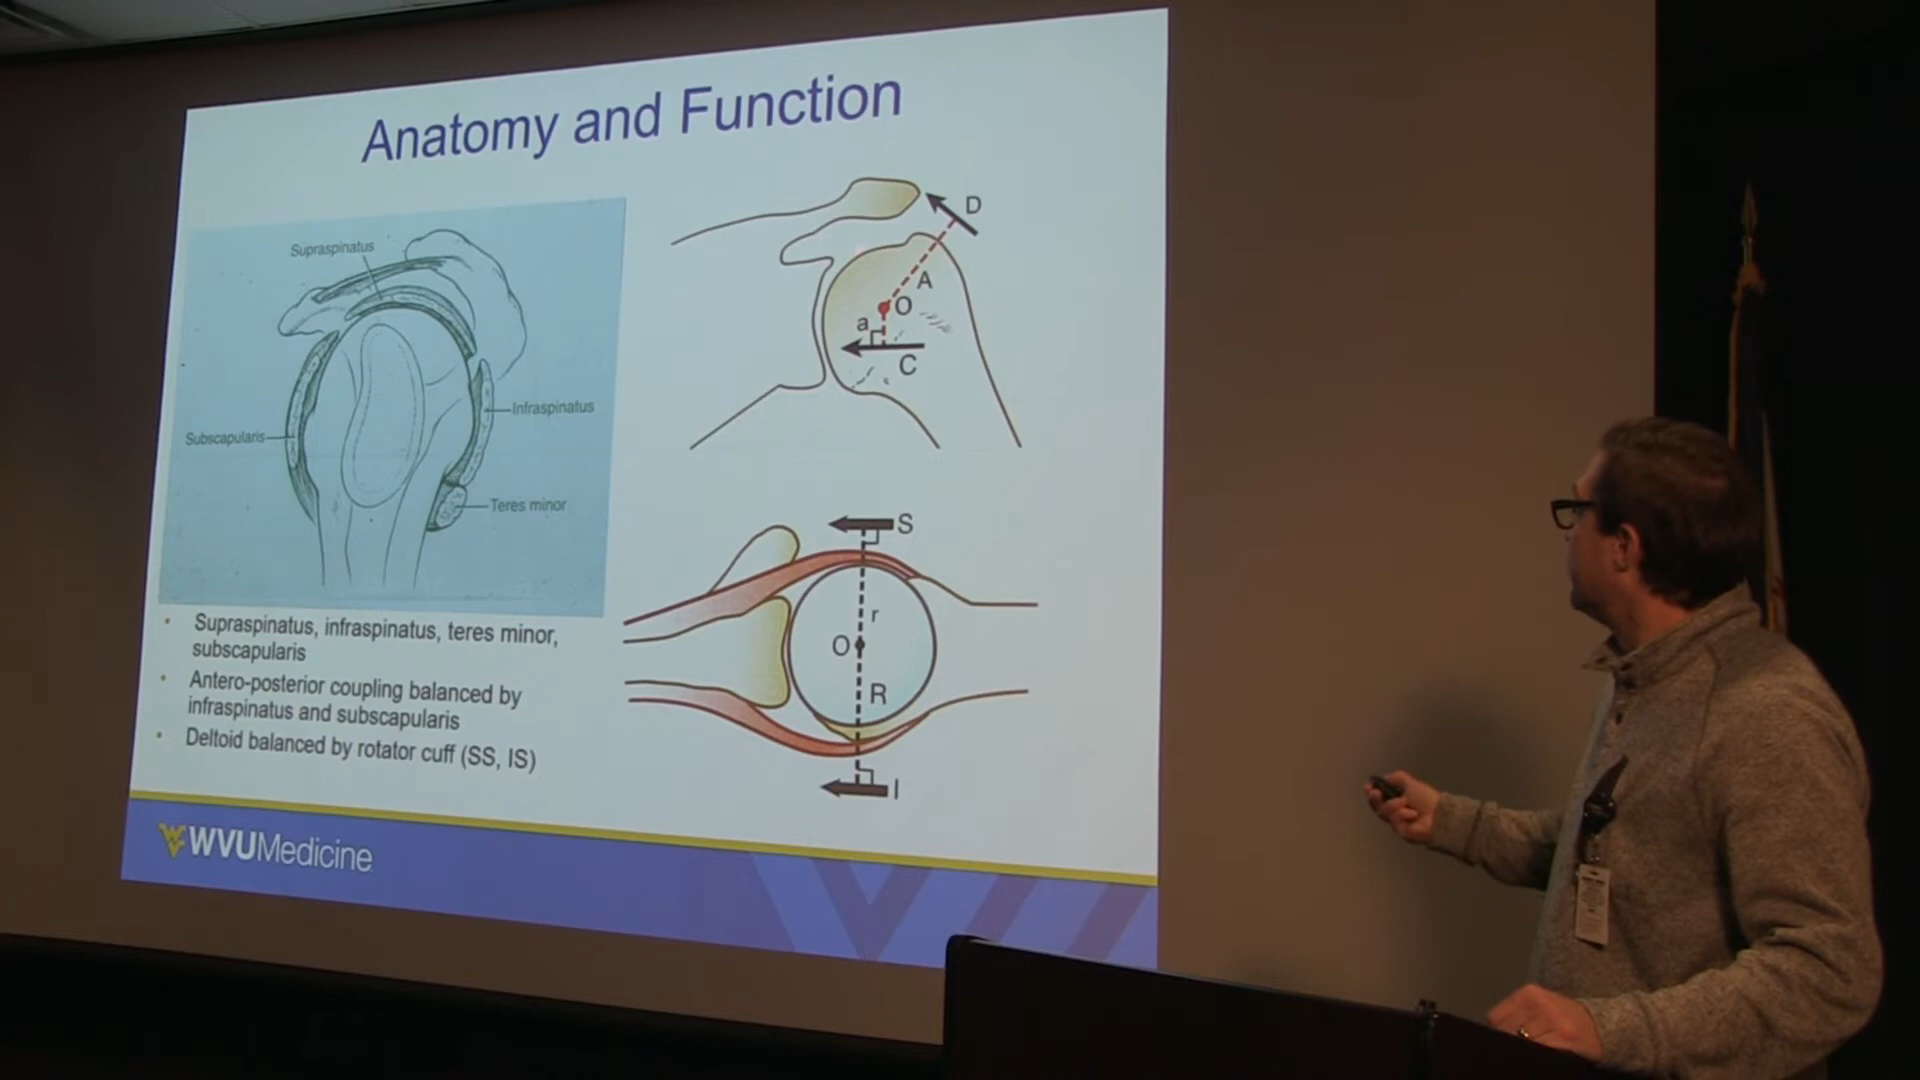 Anatomy and Function
Supraspinatus
Subscapularis
Infraspinatus
Teres minor
D
A
O
a
C
S
r
O
R
I
• Supraspinatus, infraspinatus, teres minor,
subscapularis
• Antero-posterior coupling balanced by
infraspinatus and subscapularis
• Deltoid balanced by rotator cuff (SS, IS)
WVUMedicine